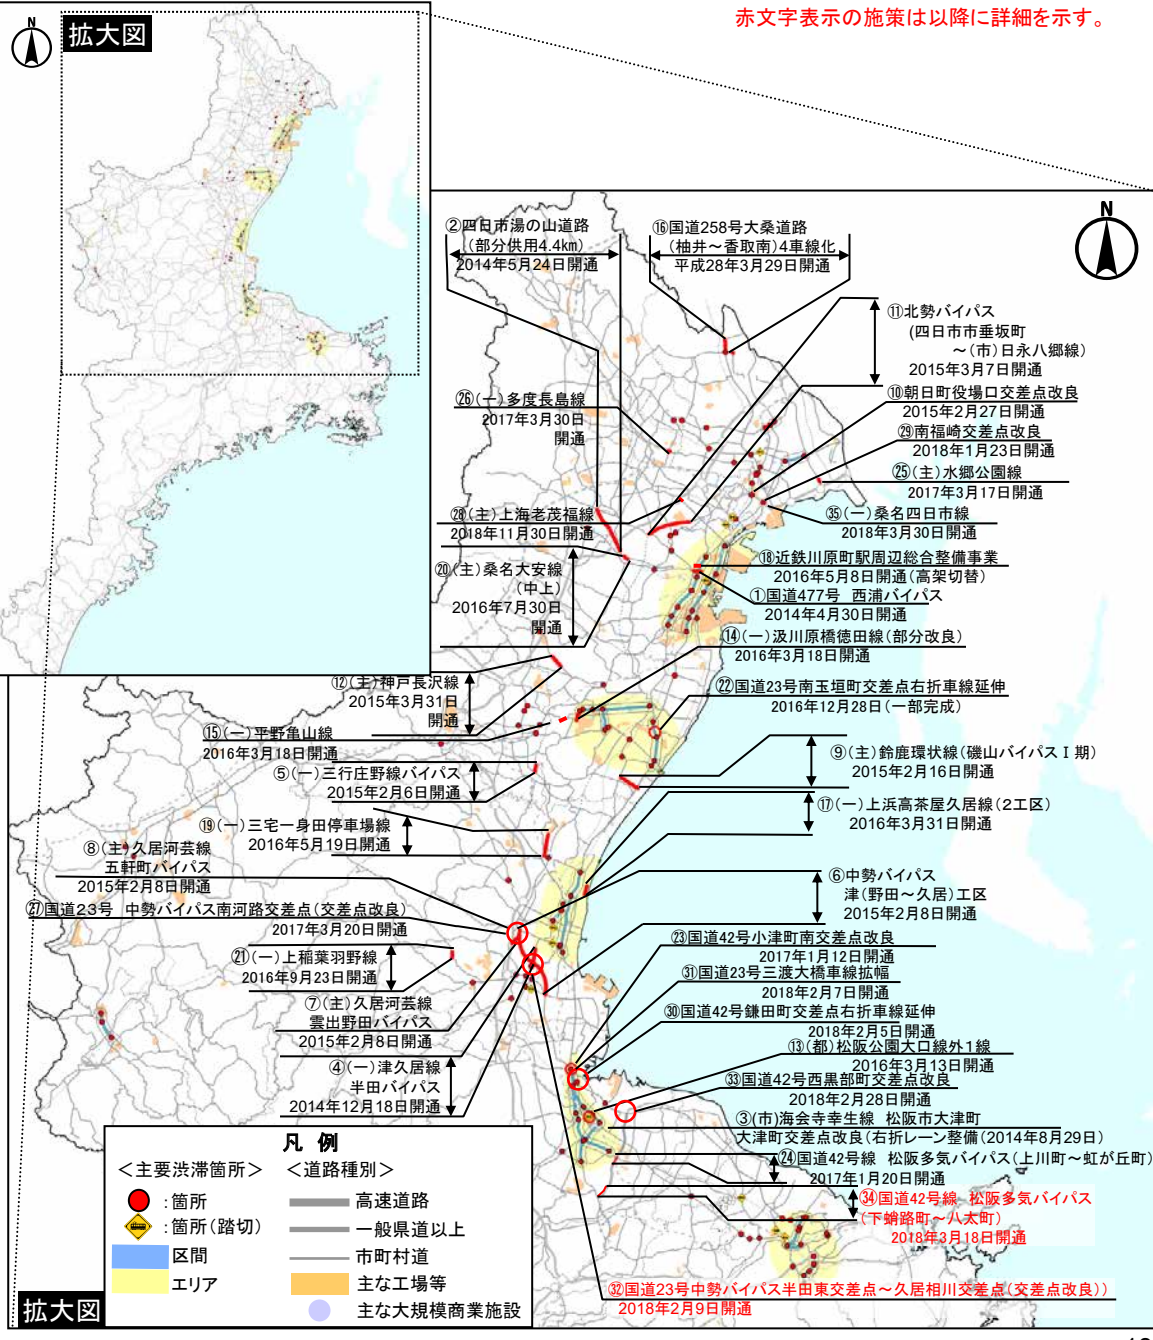 赤文字表示の施策は以降に詳細を示す。
N
拡大図
N
②四日市湯の山道路
(部分供用4.4km)
2014年5月24日開通
⑯国道258号大桑道路
(柚井～香取南)4車線化
平成28年3月29日開通
⑪北勢バイパス
(四日市市垂坂町
～(市)日永八郷線)
2015年3月7日開通
㉖(一)多度長島線
2017年3月30日
開通
⑩朝日町役場口交差点改良
2015年2月27日開通
㉙南福崎交差点改良
2018年1月23日開通
㉕(主)水郷公園線
2017年3月17日開通
㉘(主)上海老茂福線
2018年11月30日開通
㉟(一)桑名四日市線
2018年3月30日開通
⑳(主)桑名大安線
(中上)
2016年7月30日
開通
⑱近鉄川原町駅周辺総合整備事業
2016年5月8日開通(高架切替)
①国道477号 西浦バイパス
2014年4月30日開通
⑭(一)汲川原橋徳田線(部分改良)
2016年3月18日開通
⑫(主)神戸長沢線
2015年3月31日
開通
㉒国道23号南玉垣町交差点右折車線延伸
2016年12月28日(一部完成)
⑮(一)平野亀山線
2016年3月18日開通
⑨(主)鈴鹿環状線(磯山バイパスⅠ期)
2015年2月16日開通
⑤(一)三行庄野線バイパス
2015年2月6日開通
⑰(一)上浜高茶屋久居線(2工区)
2016年3月31日開通
⑲(一)三宅一身田停車場線
2016年5月19日開通
⑧(主)久居河芸線
五軒町バイパス
2015年2月8日開通
⑥中勢バイパス
津(野田～久居)工区
2015年2月8日開通
㉗国道23号 中勢バイパス南河路交差点(交差点改良)
2017年3月20日開通
㉓国道42号小津町南交差点改良
2017年1月12日開通
㉑(一)上稲葉羽野線
2016年9月23日開通
㉛国道23号三渡大橋車線拡幅
2018年2月7日開通
⑦(主)久居河芸線
雲出野田バイパス
2015年2月8日開通
㉚国道42号鎌田町交差点右折車線延伸
2018年2月5日開通
⑬(都)松阪公園大口線外1線
2016年3月13日開通
④(一)津久居線
半田バイパス
2014年12月18日開通
㉝国道42号西黒部町交差点改良
2018年2月28日開通
③(市)海会寺幸生線 松阪市大津町
大津町交差点改良(右折レーン整備(2014年8月29日)
㉔国道42号線 松阪多気バイパス(上川町～虹が丘町)
2017年1月20日開通
㉞国道42号線 松阪多気バイパス
(下蛸路町～八太町)
2018年3月18日開通
㉜国道23号中勢バイパス半田東交差点～久居相川交差点(交差点改良))
2018年2月9日開通
凡 例
＜主要渋滞箇所＞ ＜道路種別＞
：箇所 高速道路
：箇所(踏切) 一般県道以上
区間 市町村道
エリア 主な工場等
主な大規模商業施設
拡大図